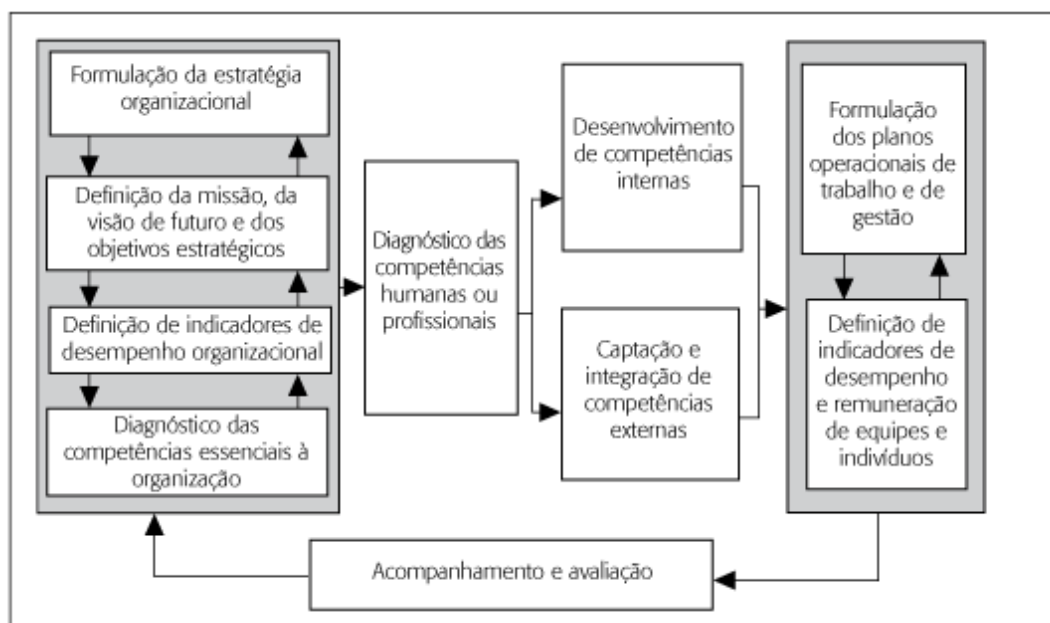 Formulação da estratégia
organizacional
Definição da missão, da
visão de futuro e dos
objetivos estratégicos
Definição de indicadores de
desempenho organizacional
Diagnóstico das
competências essenciais à
organização
Diagnóstico das
competências
humanas ou
profissionais
Desenvolvimento
de competências
internas
Captação e
integração de
competências
externas
Formulação
dos planos
operacionais de
trabalho e de
gestão
Definição de
indicadores de
desempenho
e remuneração
de equipes e
indivíduos
Acompanhamento e avaliação